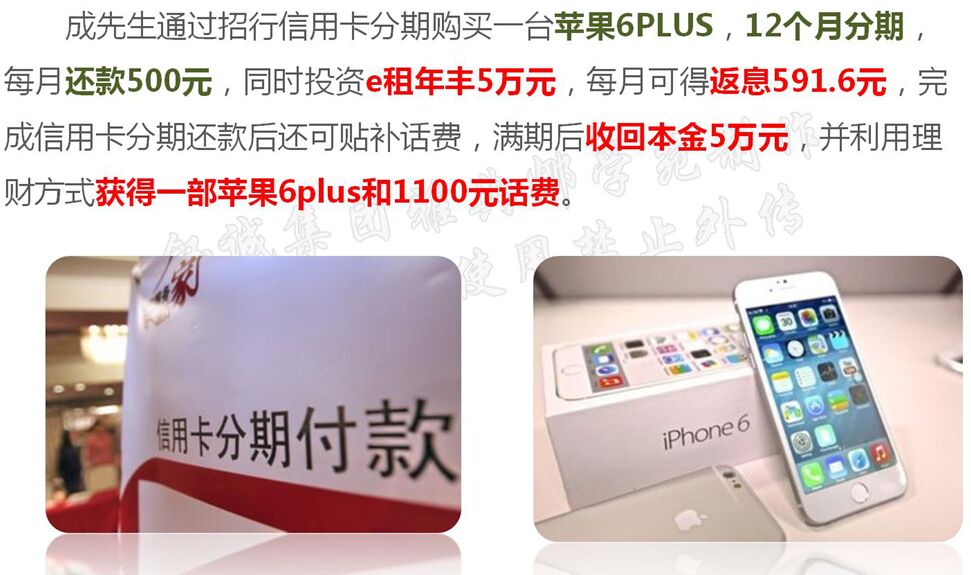 成先生通过招行信用卡分期购买一台苹果6PLUS，12个月分期，
每月还款500元，同时投资e租年丰5万元，每月可得返息591.6元，完
成信用卡分期还款后还可贴补话费，满期后收回本金5万元，并利用理
财方式获得一部苹果6plus和1100元话费。
使用禁止外传
信用卡分期付款
iPhone 6